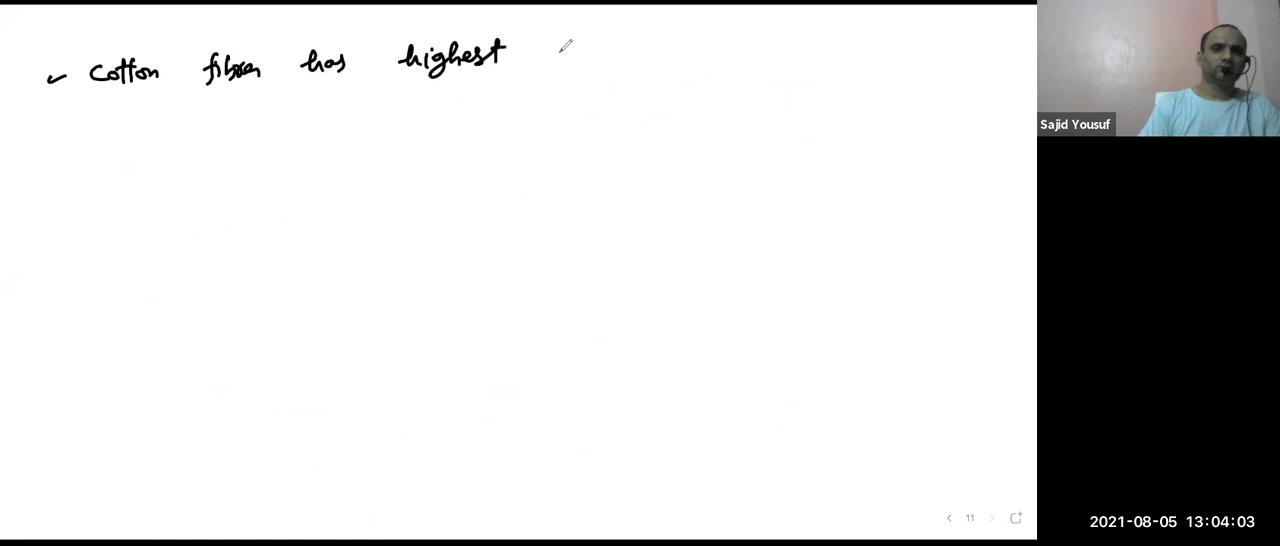 ✓ Cotton fibre has highest
Sajid Yousuf
11
2021-08-05 13:04:03